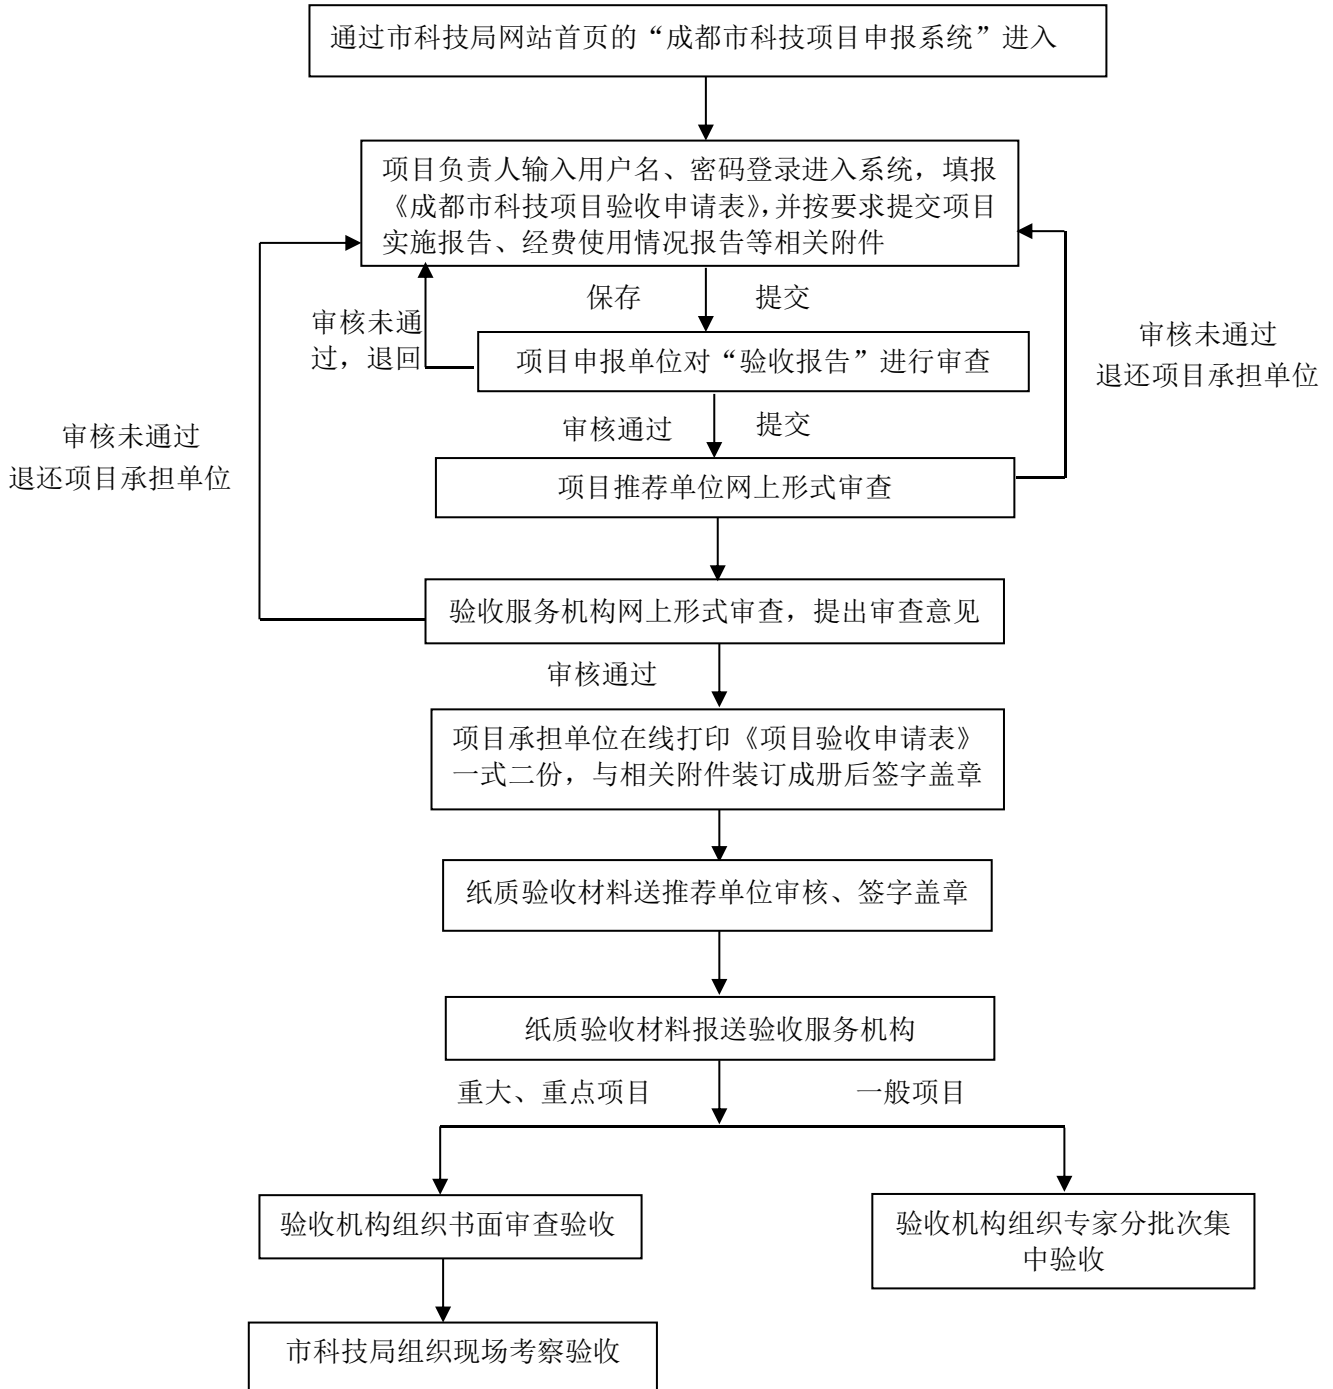 通过市科技局网站首页的“成都市科技项目申报系统”进入
项目负责人输入用户名、密码登录进入系统，填报
《成都市科技项目验收申请表》，并按要求提交项目
实施报告、经费使用情况报告等相关附件
保存
提交
审核未通
过，退回
审核未通过
退还项目承担单位
项目申报单位对“验收报告”进行审查
审核通过
提交
审核未通过
退还项目承担单位
项目推荐单位网上形式审查
验收服务机构网上形式审查，提出审查意见
审核通过
项目承担单位在线打印《项目验收申请表》
一式二份，与相关附件装订成册后签字盖章
纸质验收材料送推荐单位审核、签字盖章
纸质验收材料报送验收服务机构
重大、重点项目
一般项目
验收机构组织书面审查验收
验收机构组织专家分批次集
中验收
市科技局组织现场考察验收